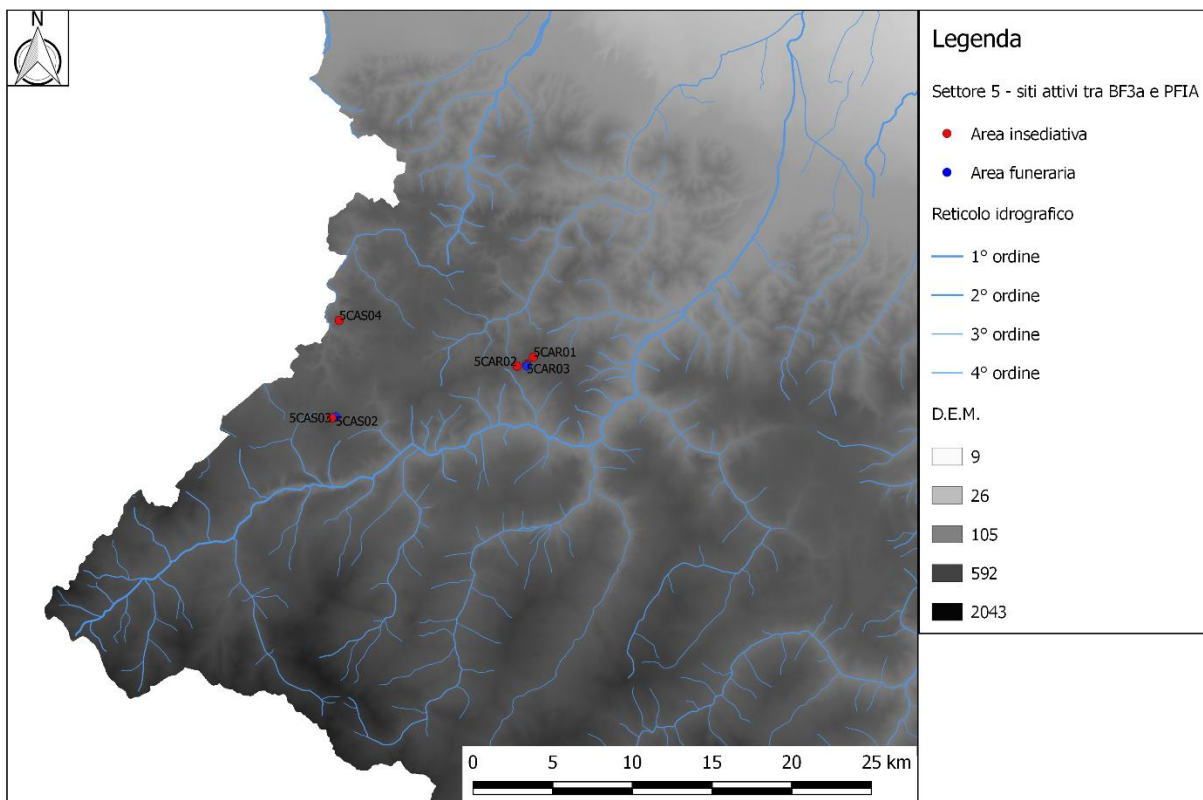 N
5CAS04
5CAR01
5CAR02
5CAR03
5CAS03
5CAS02
0 5 10 15 20 25 km
Legenda
Settore 5 - siti attivi tra BF3a e PFIA
Area insediativa
Area funeraria
Reticolo idrografico
1° ordine
2° ordine
3° ordine
4° ordine
D.E.M.
9
26
105
592
2043